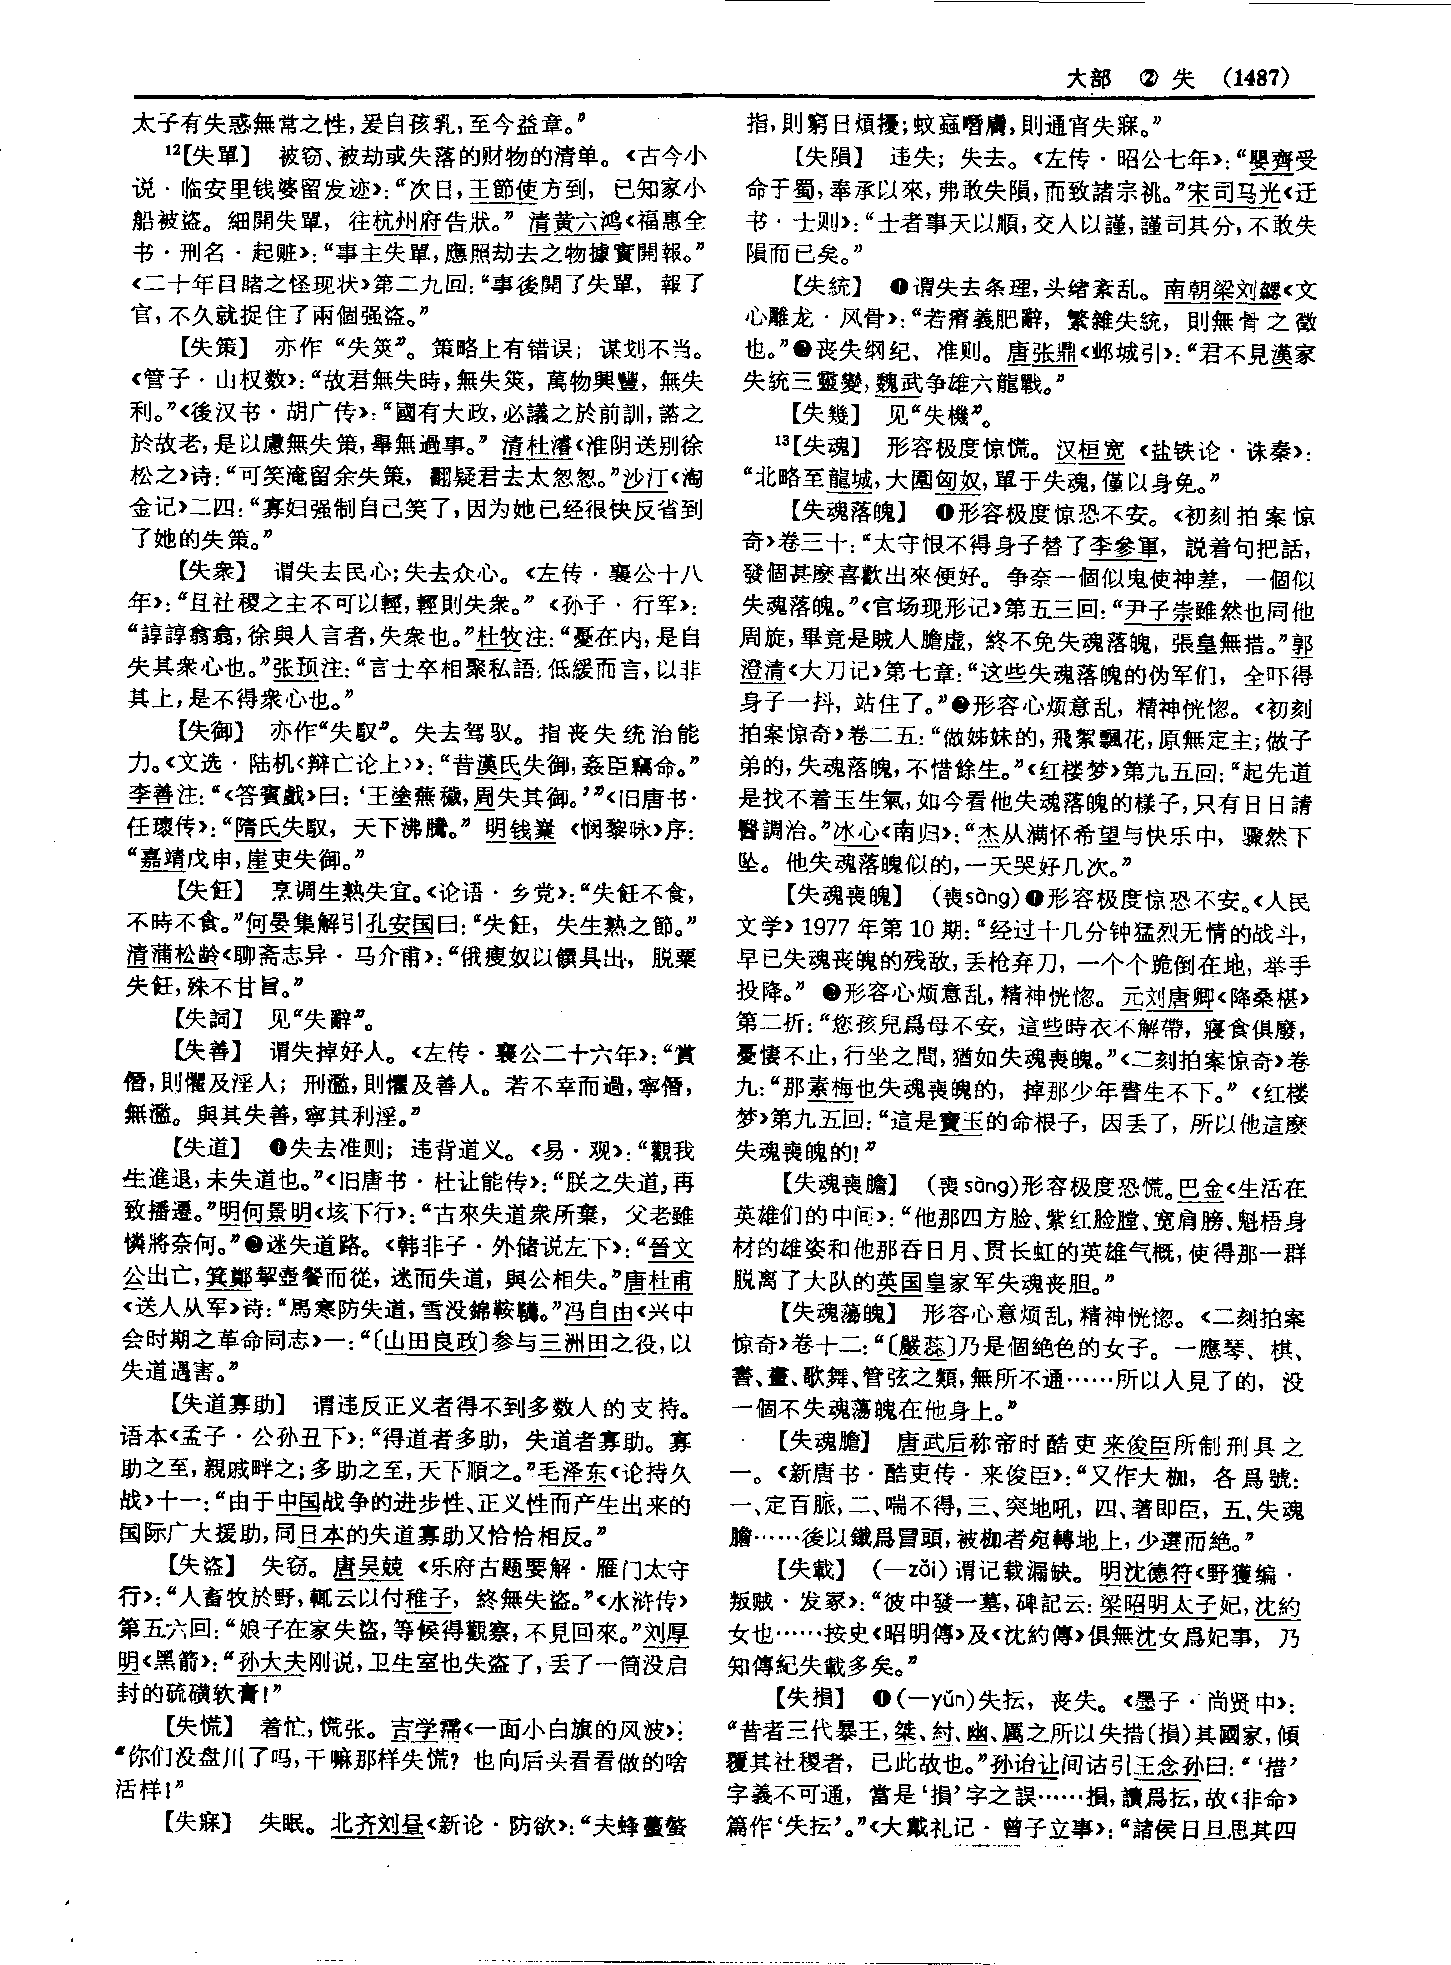 大部 ② 失 (1487)
太子有失惑無常之性,爰自孩乳,至今益章。”
12【失單】 被窃、被劫或失落的财物的清单。《古今小
说·临安里钱婆留发迹》:“次日,王節使方到, 已知家小
船被盜。細開失單, 往杭州府告狀。” 清黄六鸿《福惠全
书·刑名·起赃》:“事主失單,應照劫去之物據實開報。”
《二十年目睹之怪现状》第二九回:“事後開了失單, 報了
官,不久就捉住了兩個强盜。”
【失策】 亦作“失筴”。策略上有错误; 谋划不当。
《管子·山权数》:“故君無失時,無失筴, 萬物興豐, 無失
利。”《後汉书·胡广传》:“國有大政,必議之於前訓,諮之
於故老,是以慮無失策,舉無過事。” 清杜濬《淮阴送别徐
松之》诗:“可笑淹留余失策, 翻疑君去太怱怱。”沙汀《淘
金记》二四:“寡妇强制自己笑了,因为她已经很快反省到
了她的失策。”
【失衆】 谓失去民心;失去众心。《左传·襄公十八
年》:“且社稷之主不可以輕,輕則失衆。” 《孙子·行军》:
“諄諄翕翕,徐與人言者,失衆也。”杜牧注:“憂在内,是自
失其衆心也。”张预注:“言士卒相聚私語,低緩而言,以非
其上,是不得衆心也。”
【失御】 亦作“失馭”。失去驾驭。指丧失统治能
力。《文选·陆机〈辩亡论上〉》:“昔漢氏失御,姦臣竊命。”
李善注:“《答賓戲》曰:‘王塗蕪穢,周失其御。’”《旧唐书·
任瓌传》:“隋氏失馭, 天下沸騰。” 明钱嶪 《悯黎咏》序:
“嘉靖戊申,崖吏失御。”
【失飪】 烹调生熟失宜。《论语·乡党》:“失飪不食,
不時不食。”何晏集解引孔安国曰:“失飪, 失生熟之節。”
清蒲松龄《聊斋志异·马介甫》:“俄瘦奴以饌具出, 脱粟
失飪,殊不甘旨。”
【失詞】 见“失辭”。
【失善】 谓失掉好人。《左传·襄公二十六年》:“賞
僭,則懼及淫人; 刑濫,則懼及善人。若不幸而過,寧僭,
無濫。與其失善,寧其利淫。”
【失道】 ❶失去准则; 违背道义。《易·观》:“觀我
生進退,未失道也。”《旧唐书·杜让能传》:“朕之失道,再
致播遷。”明何景明《垓下行》:“古來失道衆所棄, 父老雖
憐將奈何。”❷迷失道路。《韩非子·外储说左下》:“晉文
公出亡,箕鄭挈壺餐而從, 迷而失道, 與公相失。”唐杜甫
《送人从军》诗:“馬寒防失道,雪没錦鞍韉。”冯自由《兴中
会时期之革命同志》一:“〔山田良政〕参与三洲田之役,以
失道遇害。”
【失道寡助】 谓违反正义者得不到多数人的支持。
语本《孟子·公孙丑下》:“得道者多助, 失道者寡助。寡
助之至,親戚畔之;多助之至,天下順之。”毛泽东《论持久
战》十一:“由于中国战争的进步性、正义性而产生出来的
国际广大援助,同日本的失道寡助又恰恰相反。”
【失盗】 失窃。唐吴兢 《乐府古题要解·雁门太守
行》:“人畜牧於野,輒云以付稚子, 終無失盜。”《水浒传》
第五六回:“娘子在家失盜,等候得觀察,不見回來。”刘厚
明《黑箭》:“孙大夫刚说,卫生室也失盗了,丢了一筒没启
封的硫磺软膏!”
【失慌】 着忙,慌张。吉学霈《一面小白旗的风波》:
“你们没盘川了吗,干嘛那样失慌? 也向后头看看做的啥
活样!”
【失寐】 失眠。北齐刘昼《新论·防欲》:“夫蜂蠆螫
指,則窮日煩擾;蚊蝱噆膚,則通宵失寐。”
【失隕】 违失; 失去。《左传·昭公七年》:“嬰齊受
命于蜀,奉承以來,弗敢失隕,而致諸宗祧。”宋司马光《迂
书·士则》:“士者事天以順,交人以謹,謹司其分,不敢失
隕而已矣。”
【失統】 ❶谓失去条理,头绪紊乱。南朝梁刘勰《文
心雕龙·风骨》:“若瘠義肥辭, 繁雜失統, 則無骨之徵
也。”❷丧失纲纪、准则。唐张鼎《邺城引》:“君不見漢家
失統三靈變,魏武争雄六龍戰。”
【失幾】 见“失機”。
13【失魂】 形容极度惊慌。汉桓宽 《盐铁论·诛秦》:
“北略至龍城,大圍匈奴,單于失魂,僅以身免。”
【失魂落魄】 ❶形容极度惊恐不安。《初刻拍案惊
奇》卷三十:“太守恨不得身子替了李參軍, 説着句把話,
發個甚麽喜歡出來便好。争奈一個似鬼使神差, 一個似
失魂落魄。”《官场现形记》第五三回:“尹子崇雖然也同他
周旋,畢竟是賊人膽虚, 終不免失魂落魄, 張皇無措。”郭
澄清《大刀记》第七章:“这些失魂落魄的伪军们, 全吓得
身子一抖, 站住了。”❷形容心烦意乱, 精神恍惚。《初刻
拍案惊奇》卷二五:“做姊妹的,飛絮飄花,原無定主;做子
弟的,失魂落魄,不惜餘生。”《红楼梦》第九五回:“起先道
是找不着玉生氣,如今看他失魂落魄的樣子,只有日日請
醫調治。”冰心《南归》:“杰从满怀希望与快乐中, 骤然下
坠。他失魂落魄似的,一天哭好几次。”
【失魂喪魄】 (喪sàng)❶形容极度惊恐不安。《人民
文学》1977年第10期:“经过十几分钟猛烈无情的战斗,
早已失魂丧魄的残敌,丢枪弃刀, 一个个跪倒在地, 举手
投降。” ❷形容心烦意乱,精神恍惚。元刘唐卿《降桑椹》
第二折:“您孩兒爲母不安, 這些時衣不解帶, 寢食俱廢,
憂悽不止,行坐之間,猶如失魂喪魄。”《二刻拍案惊奇》卷
九:“那素梅也失魂喪魄的, 掉那少年書生不下。” 《红楼
梦》第九五回:“這是寶玉的命根子, 因丢了, 所以他這麽
失魂喪魄的!”
【失魂喪膽】 (喪sàng)形容极度恐慌。巴金《生活在
英雄们的中间》:“他那四方脸、紫红脸膛、宽肩膀、魁梧身
材的雄姿和他那吞日月、贯长虹的英雄气概,使得那一群
脱离了大队的英国皇家军失魂丧胆。”
【失魂蕩魄】 形容心意烦乱,精神恍惚。《二刻拍案
惊奇》卷十二:“〔嚴蕊〕乃是個絶色的女子。一應琴、棋、
書、畫、歌舞、管弦之類,無所不通……所以人見了的, 没
一個不失魂蕩魄在他身上。”
【失魂膽】 唐武后称帝时酷吏来俊臣所制刑具之
一。《新唐书·酷吏传·来俊臣》:“又作大枷, 各爲號:
一、定百脈,二、喘不得,三、突地吼, 四、著即臣, 五、失魂
膽……後以鐵爲冒頭,被枷者宛轉地上,少選而絶。”
【失載】 (—zǎi) 谓记载漏缺。明沈德符《野獲编·
叛贼·发冢》:“彼中發一墓,碑記云:梁昭明太子妃,沈約
女也……按史《昭明傳》及《沈約傳》俱無沈女爲妃事, 乃
知傳紀失載多矣。”
【失損】 ❶(—yǔn)失抎, 丧失。《墨子·尚贤中》:
“昔者三代暴王,桀、紂、幽、厲之所以失措(損)其國家,傾
覆其社稷者, 已此故也。”孙诒让间诂引王念孙曰:“‘措’
字義不可通, 當是‘損’字之誤……損,讀爲抎,故《非命》
篇作‘失抎’。”《大戴礼记·曾子立事》:“諸侯日旦思其四